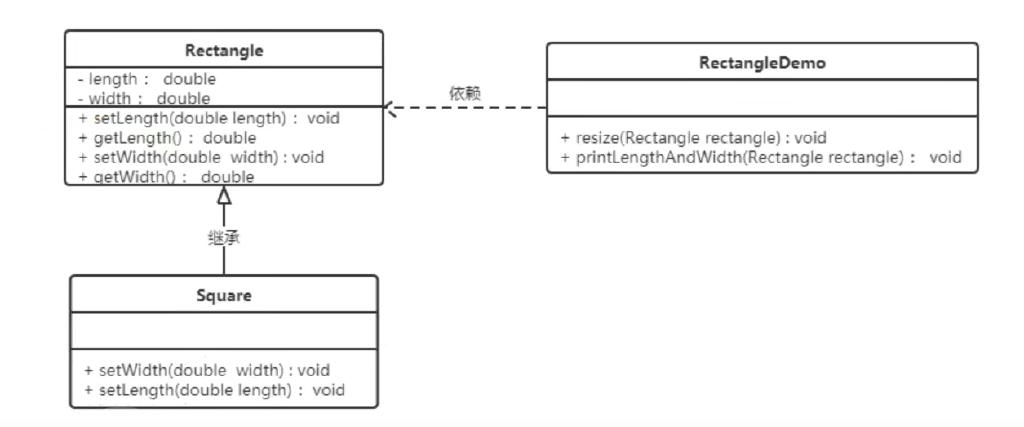 Rectangle
- length： double
- width： double
+ setLength(double length)： void
+ getLength()： double
+ setWidth(double width) : void
+ getWidth()： double
依赖
RectangleDemo
+ resize(Rectangle rectangle) : void
+ printLengthAndWidth(Rectangle rectangle)： void
继承
Square
+ setWidth(double width) : void
+ setLength(double length)： void